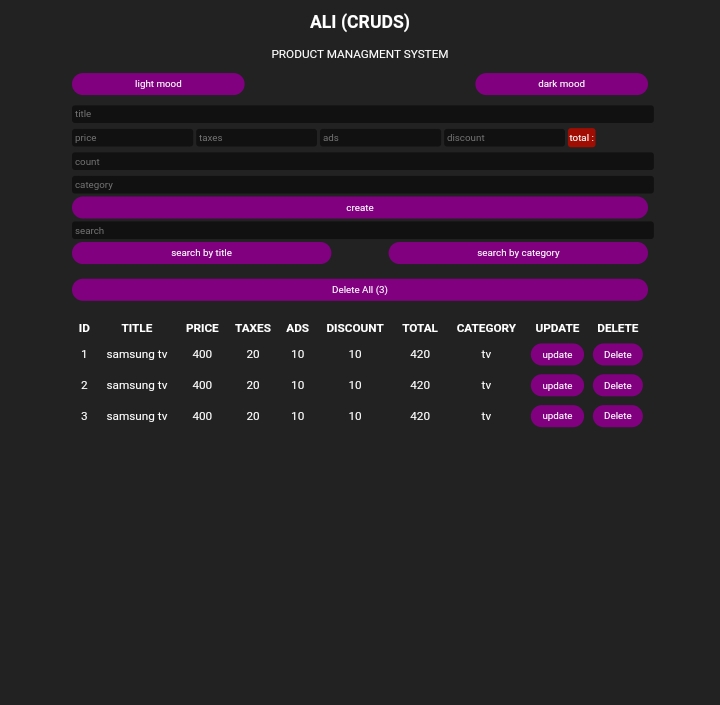 ALI (CRUDS)
PRODUCT MANAGMENT SYSTEM
light mood dark mood
title
price taxes ads discount total :
count
category
create
search
search by title search by category
Delete All (3)
ID TITLE PRICE TAXES ADS DISCOUNT TOTAL CATEGORY UPDATE DELETE
1 samsung tv 400 20 10 10 420 tv update Delete
2 samsung tv 400 20 10 10 420 tv update Delete
3 samsung tv 400 20 10 10 420 tv update Delete